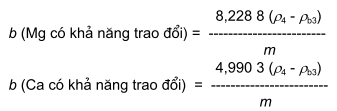 b (Mg có khả năng trao đổi) = 8,228 8 (ρ4 - ρb3)
------------------------
m
b (Ca có khả năng trao đổi) = 4,990 3 (ρ4 - ρb3)
------------------------
m